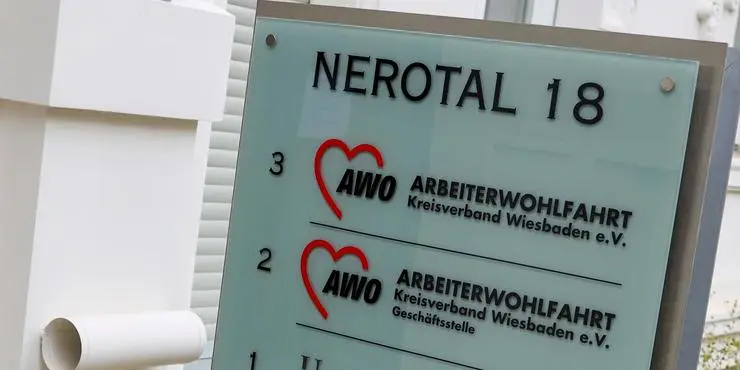 NEROTAL 18
3 AWO ARBEITERWOHLFAHRT
Kreisverband Wiesbaden e.V.
2 AWO ARBEITERWOHLFAHRT
Kreisverband Wiesbaden e.V.
Geschäftsstelle
1